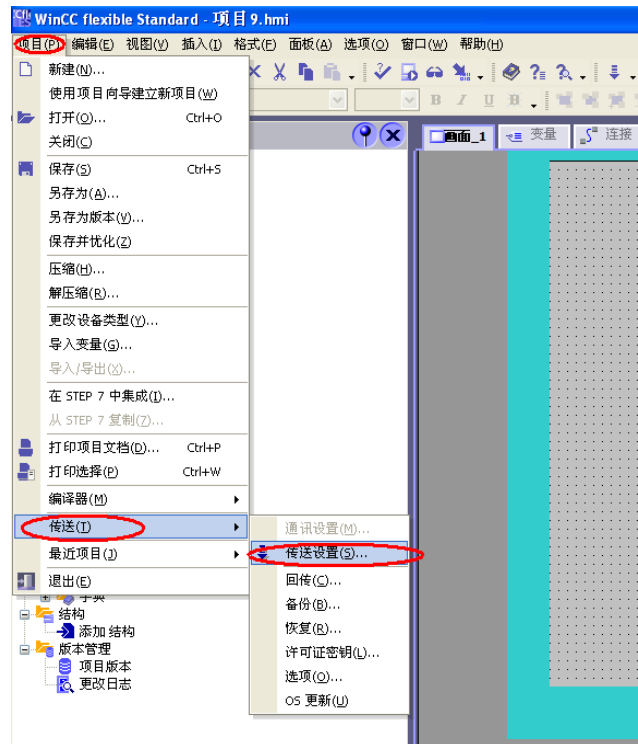 WinCC flexible Standard - 项目9.hmi
项目(P) 编辑(E) 视图(V) 插入(I) 格式(F) 面板(A) 选项(O) 窗口(W) 帮助(H)
新建(N)...
使用项目向导建立新项目(W)
打开(O)... Ctrl+O
关闭(C)
画面_1 变量 连接
保存(S) Ctrl+S
另存为(A)...
另存为版本(V)...
保存并优化(Z)
压缩(H)...
解压缩(R)...
更改设备类型(Y)...
导入变量(G)...
导入/导出(X)...
在 STEP 7 中集成(I)...
从 STEP 7 复制(7)...
打印项目文档(D)... Ctrl+P
打印选择(P) Ctrl+W
编译器(M)
传送(T)
通讯设置(M)...
最近项目(J)
传送设置(S)...
退出(E)
回传(C)...
备份(B)...
恢复(R)...
许可证密钥(L)...
选项(O)...
OS 更新(U)
结构
添加 结构
版本管理
项目版本
更改日志